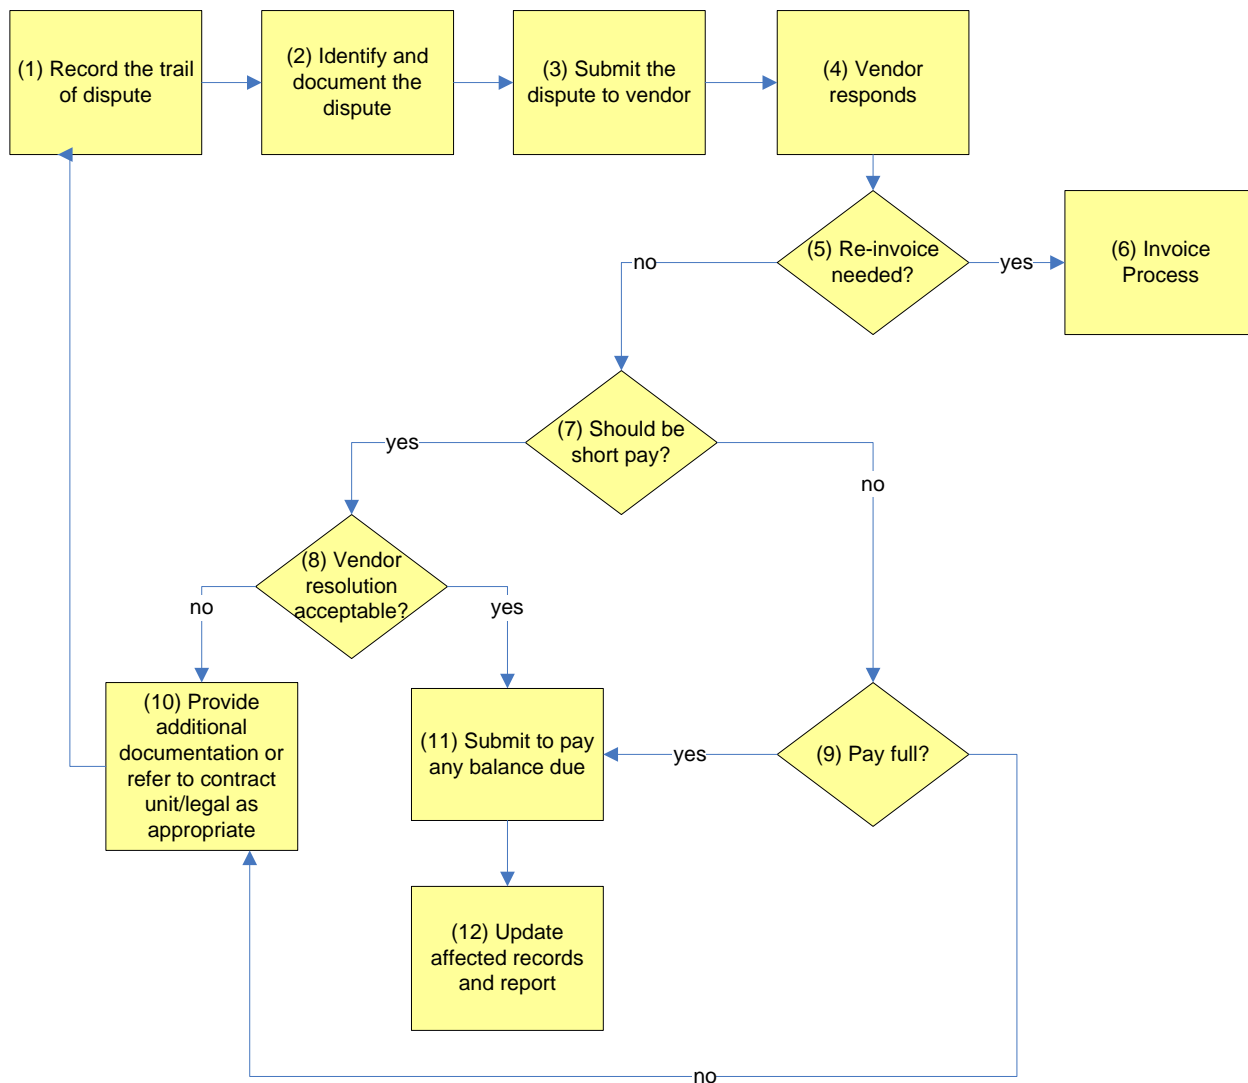 (1) Record the trail
of dispute
(2) Identify and
document the
dispute
(3) Submit the
dispute to vendor
(4) Vendor
responds
(5) Re-invoice
needed?
no
yes
(6) Invoice
Process
(7) Should be
short pay?
yes
no
(8) Vendor
resolution
acceptable?
no
yes
(10) Provide
additional
documentation or
refer to contract
unit/legal as
appropriate
(11) Submit to pay
any balance due
yes
(9) Pay full?
(12) Update
affected records
and report
no